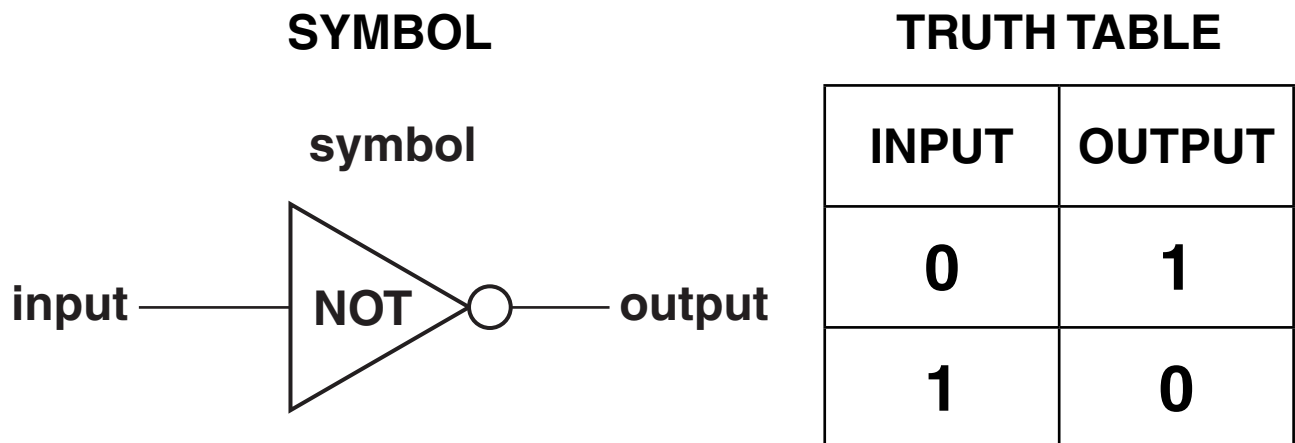 SYMBOL
symbol
input NOT output
TRUTH TABLE
INPUT OUTPUT
0 1
1 0